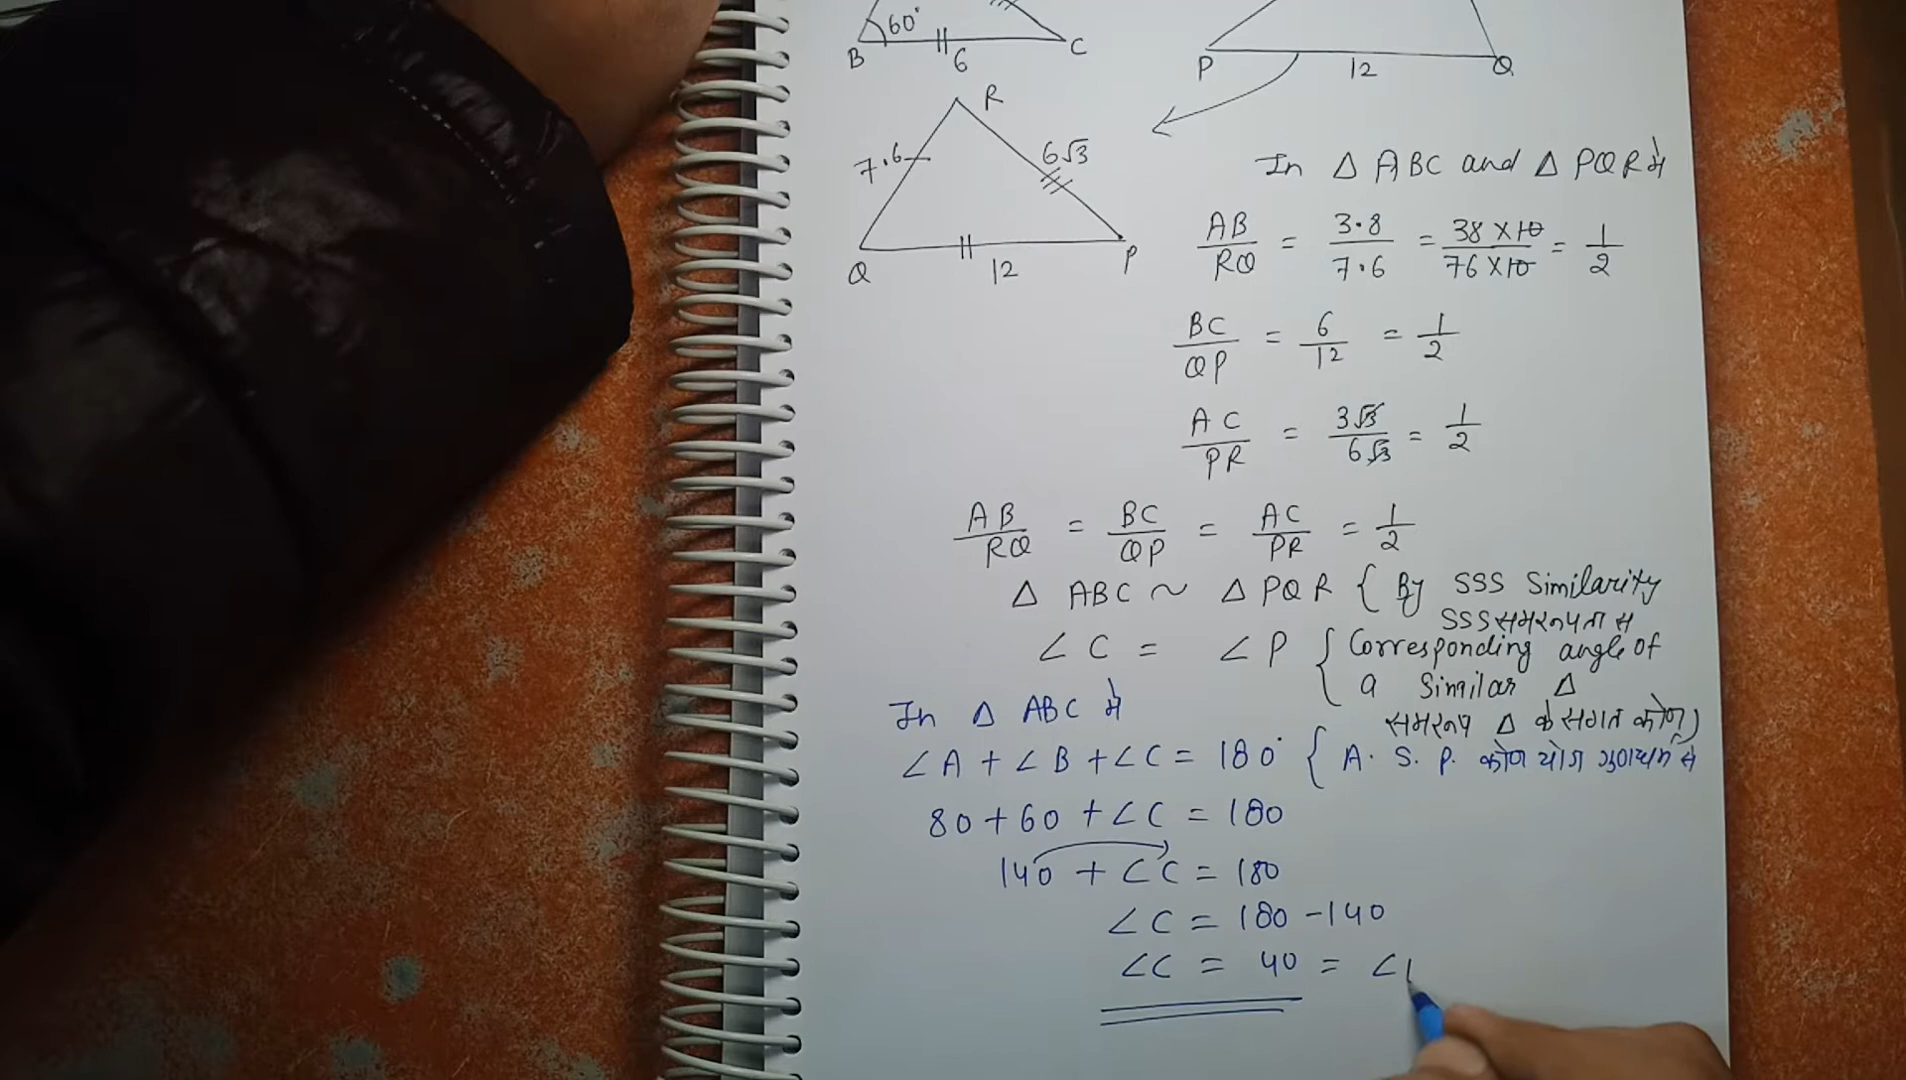 60°
B 6 C
P 12 Q
R
7.6 6√3
Q 12 P
In Δ ABC and Δ PQR में
AB/RQ = 3.8/7.6 = 38 × 10/76 × 10 = 1/2
BC/QP = 6/12 = 1/2
AC/PR = 3√3/6√3 = 1/2
AB/RQ = BC/QP = AC/PR = 1/2
Δ ABC ~ Δ PQR { By SSS Similarity
SSS समरूपता से
∠C = ∠P { Corresponding angle of
a Similar Δ
समरूप Δ के संगत कोण)
In Δ ABC में
∠A + ∠B + ∠C = 180° { A. S. P. कोण योग गुणधर्म से
80 + 60 + ∠C = 180
140 + ∠C = 180
∠C = 180 - 140
∠C = 40 = ∠